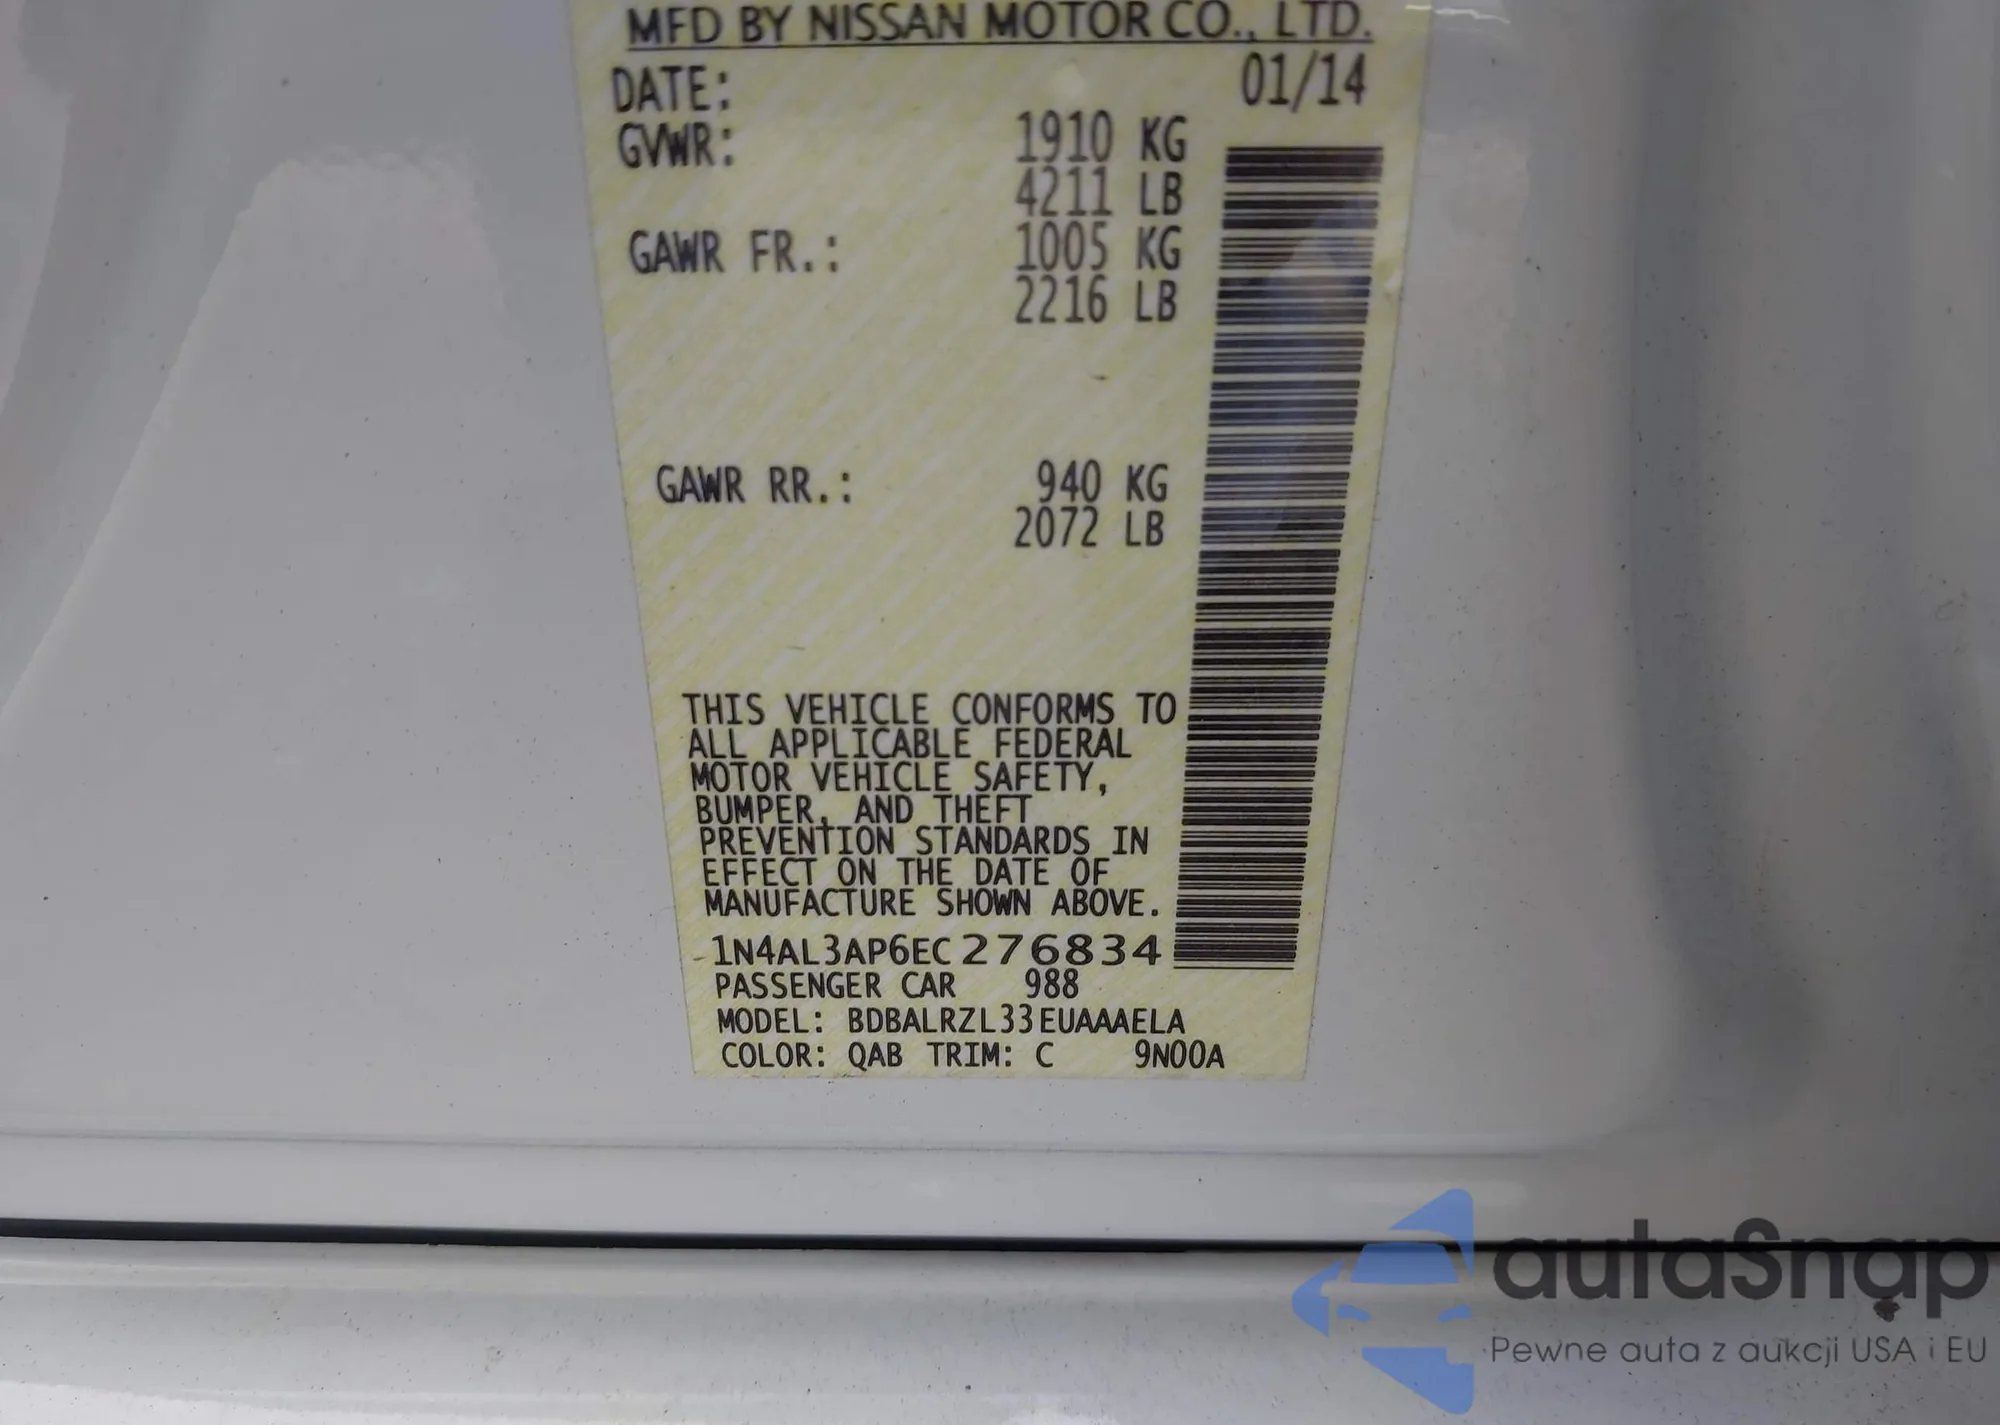 MFD BY NISSAN MOTOR CO., LTD.
DATE: 01/14
GVWR: 1910 KG
4211 LB
GAWR FR.: 1005 KG
2216 LB
GAWR RR.: 940 KG
2072 LB
THIS VEHICLE CONFORMS TO
ALL APPLICABLE FEDERAL
MOTOR VEHICLE SAFETY,
BUMPER, AND THEFT
PREVENTION STANDARDS IN
EFFECT ON THE DATE OF
MANUFACTURE SHOWN ABOVE.
1N4AL3AP6EC276834
PASSENGER CAR 988
MODEL: BDBALRZL33EUAAAELA
COLOR: QAB TRIM: C 9N00A
autaSnap
Pewne auta z aukcji USA i EU